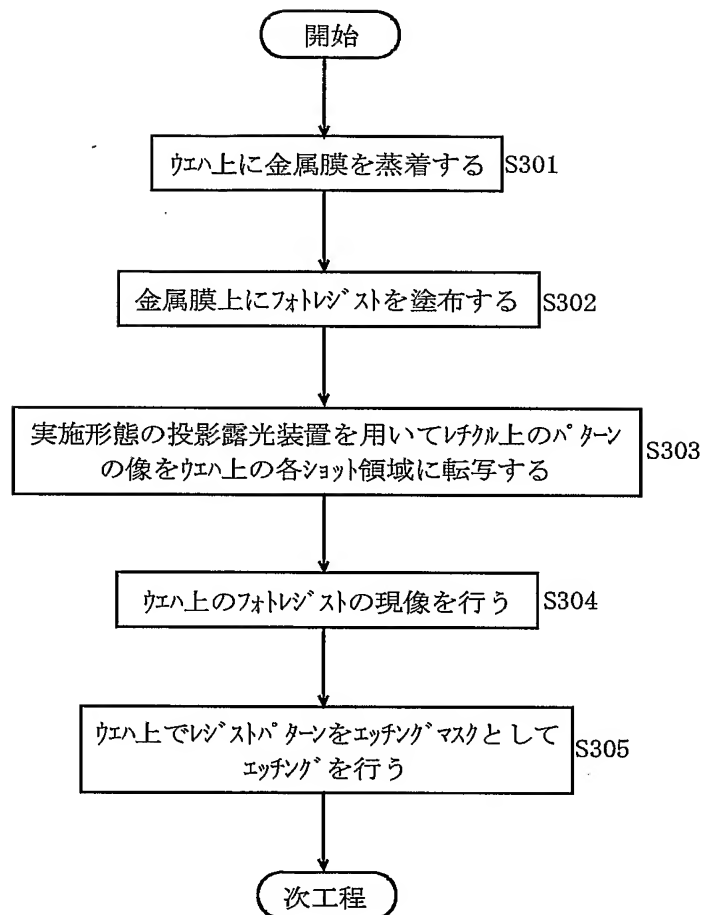 開始
ウエハ上に金属膜を蒸着する S301
金属膜上にフォトレジストを塗布する S302
実施形態の投影露光装置を用いてレチクル上のパターン
の像をウエハ上の各ショット領域に転写する
S303
ウエハ上のフォトレジストの現像を行う S304
ウエハ上でレジストパターンをエッチングマスクとして
エッチングを行う
S305
次工程